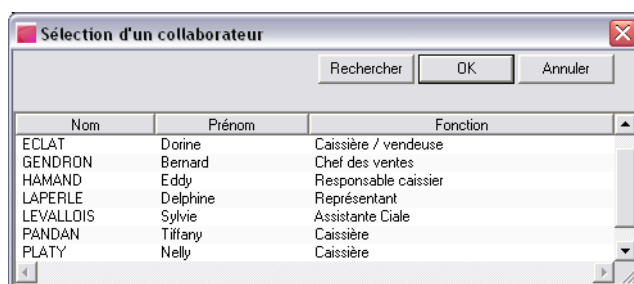 Sélection d'un collaborateur
Rechercher OK Annuler
Nom Prénom Fonction
ECLAT Dorine Caissière / vendeuse
GENDRON Bernard Chef des ventes
HAMAND Eddy Responsable caissier
LAPERLE Delphine Représentant
LEVALLOIS Sylvie Assistante Ciale
PANDAN Tiffany Caissière
PLATY Nelly Caissière